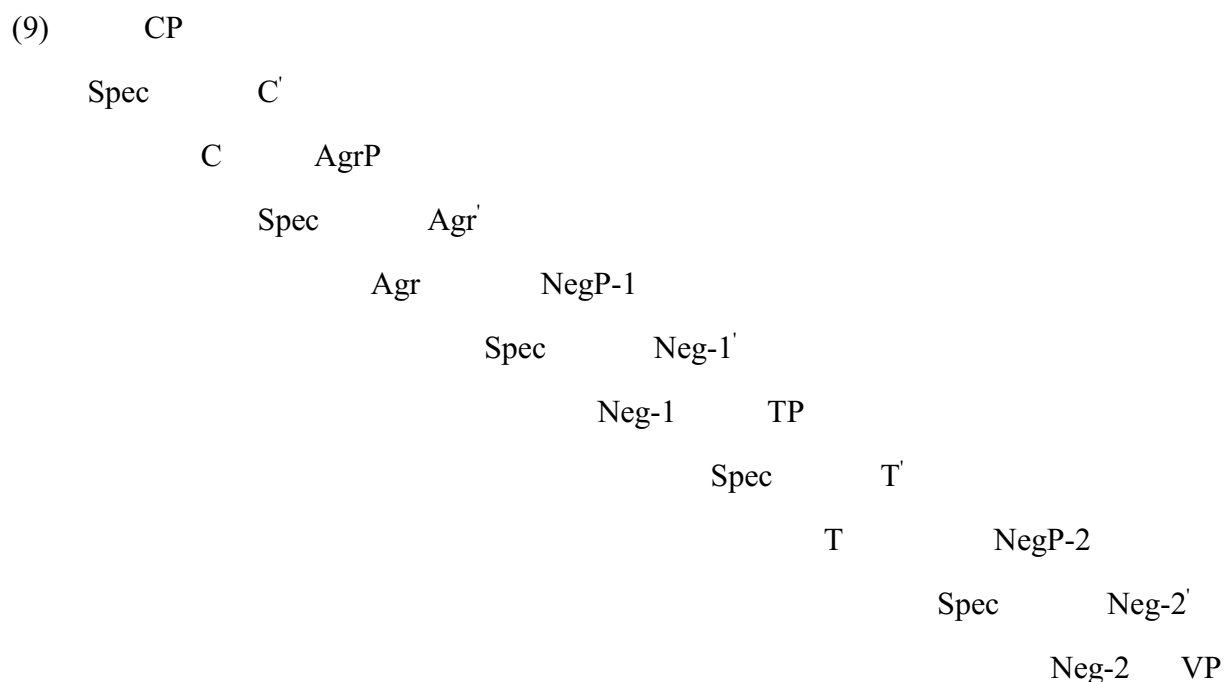 (9) CP
Spec C'
C AgrP
Spec Agr'
Agr NegP-1
Spec Neg-1'
Neg-1 TP
Spec T'
T NegP-2
Spec Neg-2'
Neg-2 VP